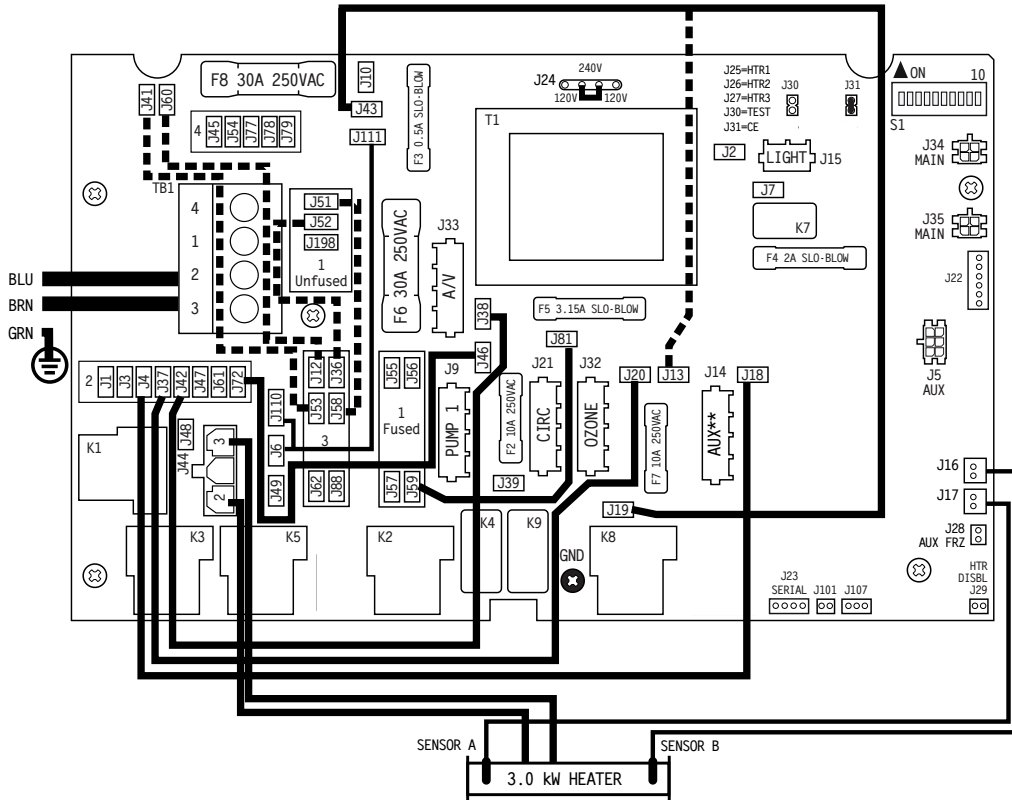 F8 30A 250VAC
J10
F3 0.5A SLO-BLOW
J43
J111
J41
J60
4
J45
J54
J77
J78
J79
TB1
4
1
2
3
BLU
BRN
GRN
J51
J52
J198
1
Unfused
F6 30A 250VAC
J33
A/V
240V
J24
120V
120V
T1
J25=HTR1
J26=HTR2
J27=HTR3
J30=TEST
J31=CE
J30
J31
ON
10
S1
J2
LIGHT
J15
J7
K7
F4 2A SLO-BLOW
J34
MAIN
J35
MAIN
J22
J5
AUX
F5 3.15A SLO-BLOW
J38
J46
J81
J9
PUMP 1
F2 10A 250VAC
J21
CIRC
J32
OZONE
J20
J13
J14
AUX**
J18
F7 10A 250VAC
J39
J19
2
J1
J3
J4
J37
J42
J47
J61
J72
J110
J6
J49
J12
J36
J53
J58
3
J62
J88
J55
J56
1
Fused
J57
J59
K1
J48
J44
3
2
K3
K5
K2
K4
K9
GND
K8
J16
J17
J28
AUX FRZ
HTR
DISBL
J29
J23
SERIAL
J101
J107
SENSOR A
SENSOR B
3.0 kW HEATER